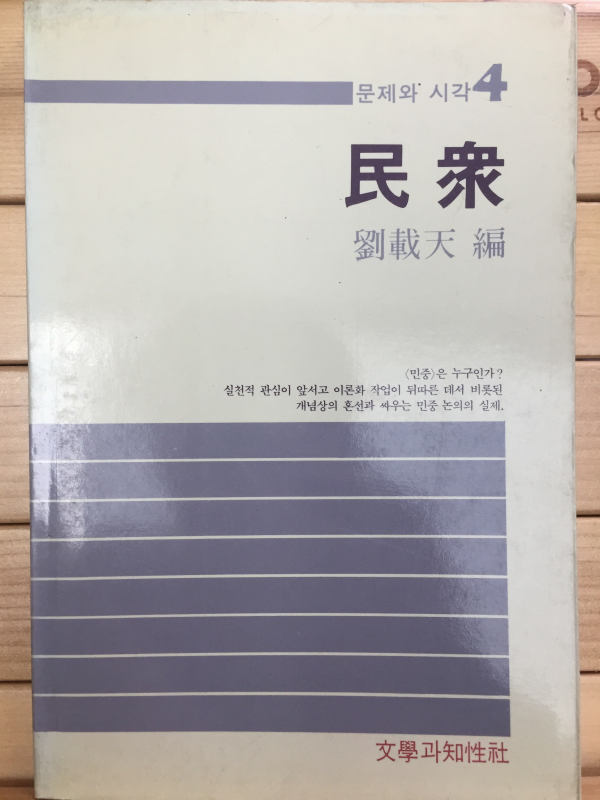 문제와 시각 4
民衆
劉載天 編
〈민중〉은 누구인가?
실천적 관심이 앞서고 이론화 작업이 뒤따른 데서 비롯된
개념상의 혼선과 싸우는 민중 논의의 실제.
文學과知性社